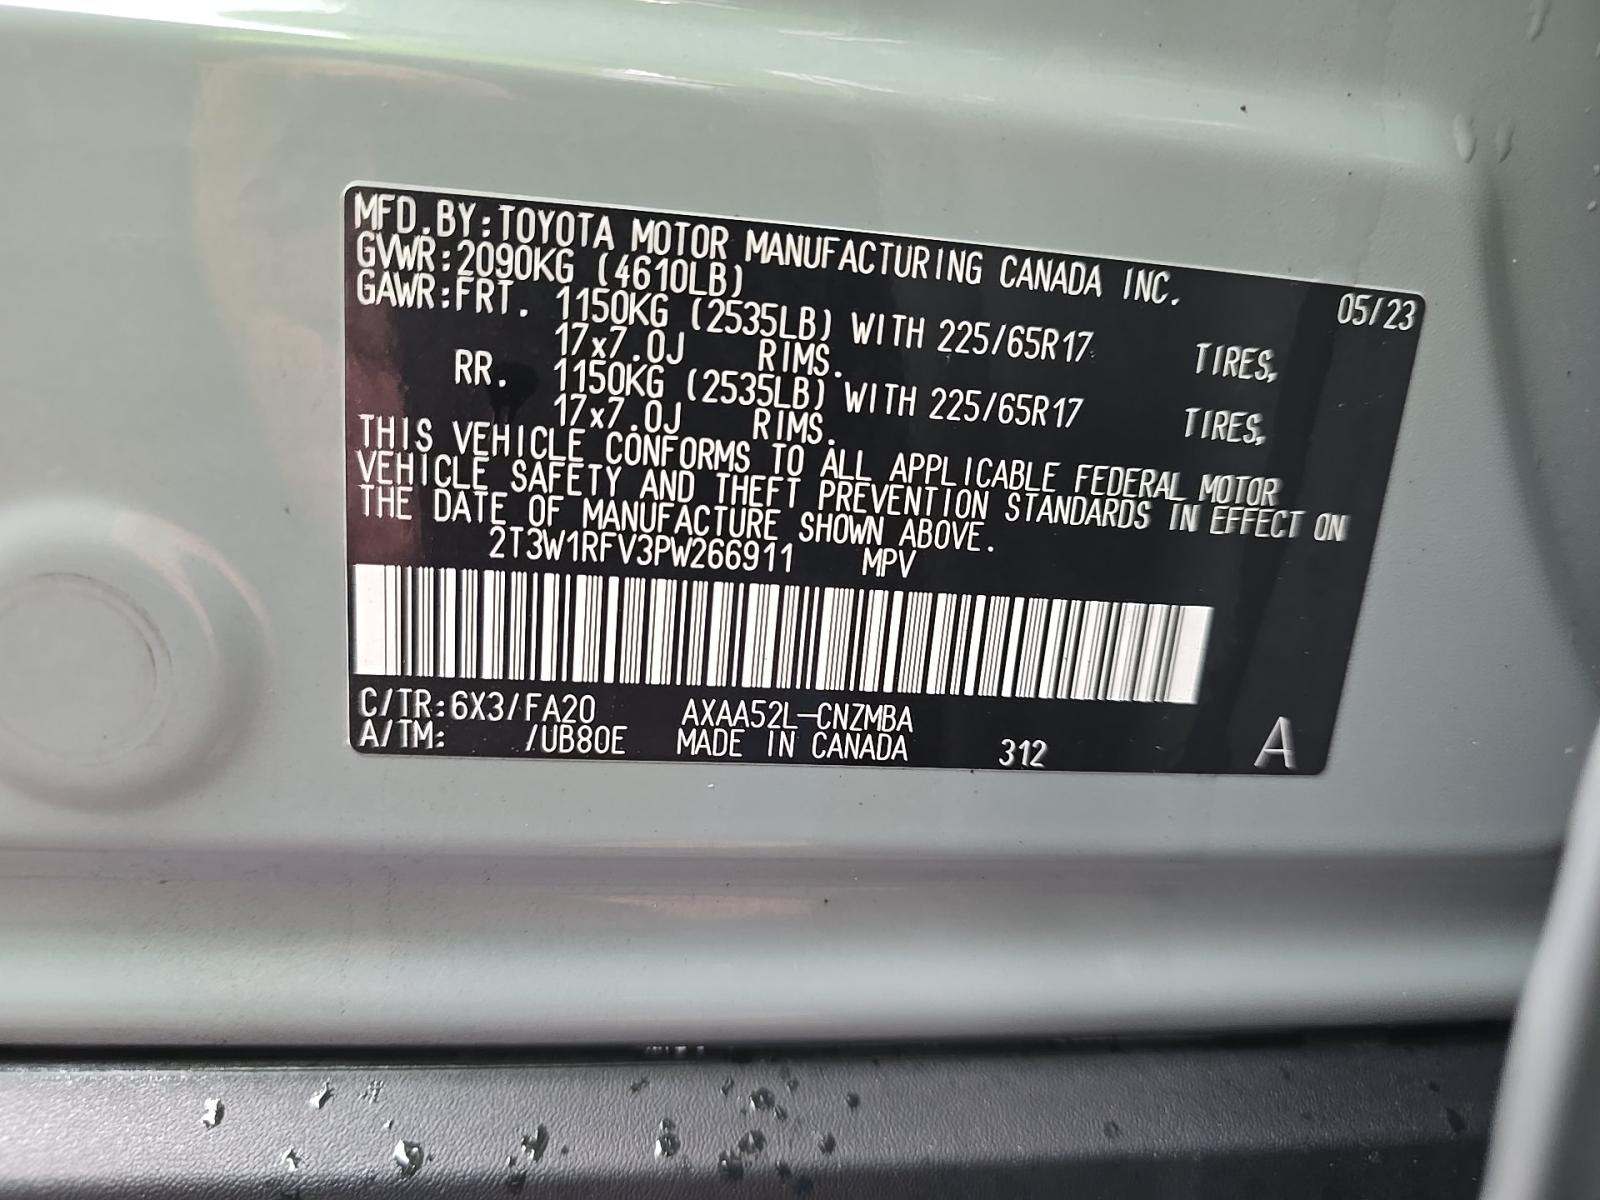 MFD. BY: TOYOTA MOTOR MANUFACTURING CANADA INC. 05/23
GVWR: 2090KG (4610LB)
GAWR: FRT. 1150KG (2535LB) WITH 225/65R17 TIRES,
17x7.0J RIMS.
RR. 1150KG (2535LB) WITH 225/65R17 TIRES,
17x7.0J RIMS.
THIS VEHICLE CONFORMS TO ALL APPLICABLE FEDERAL MOTOR
VEHICLE SAFETY AND THEFT PREVENTION STANDARDS IN EFFECT ON
THE DATE OF MANUFACTURE SHOWN ABOVE.
2T3W1RFV3PW266911 MPV
C/TR: 6X3/FA20 AXAA52L-CNZMBA
A/TM: /UB80E MADE IN CANADA 312 A